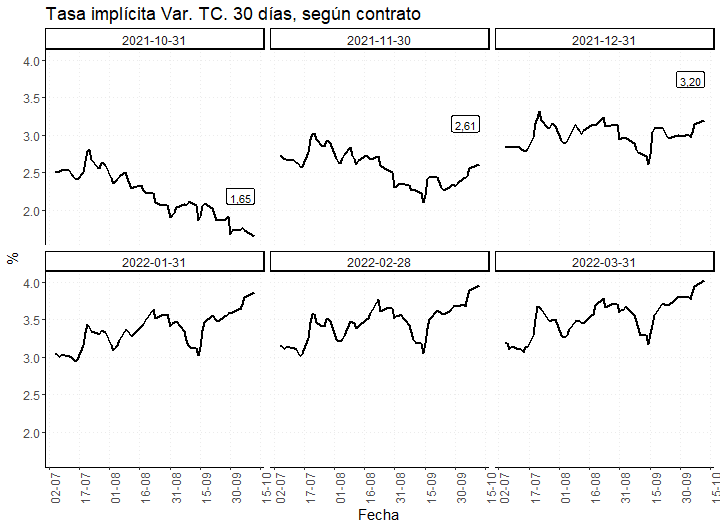 Tasa implícita Var. TC. 30 días, según contrato
2021-10-31 2021-11-30 2021-12-31
4.0
3.5
3.0
2.5
2.0
1,65
2,61
3,20
%
2022-01-31 2022-02-28 2022-03-31
4.0
3.5
3.0
2.5
2.0
02-07 17-07 01-08 16-08 31-08 15-09 30-09 15-10 02-07 17-07 01-08 16-08 31-08 15-09 30-09 15-10 02-07 17-07 01-08 16-08 31-08 15-09 30-09 15-10
Fecha